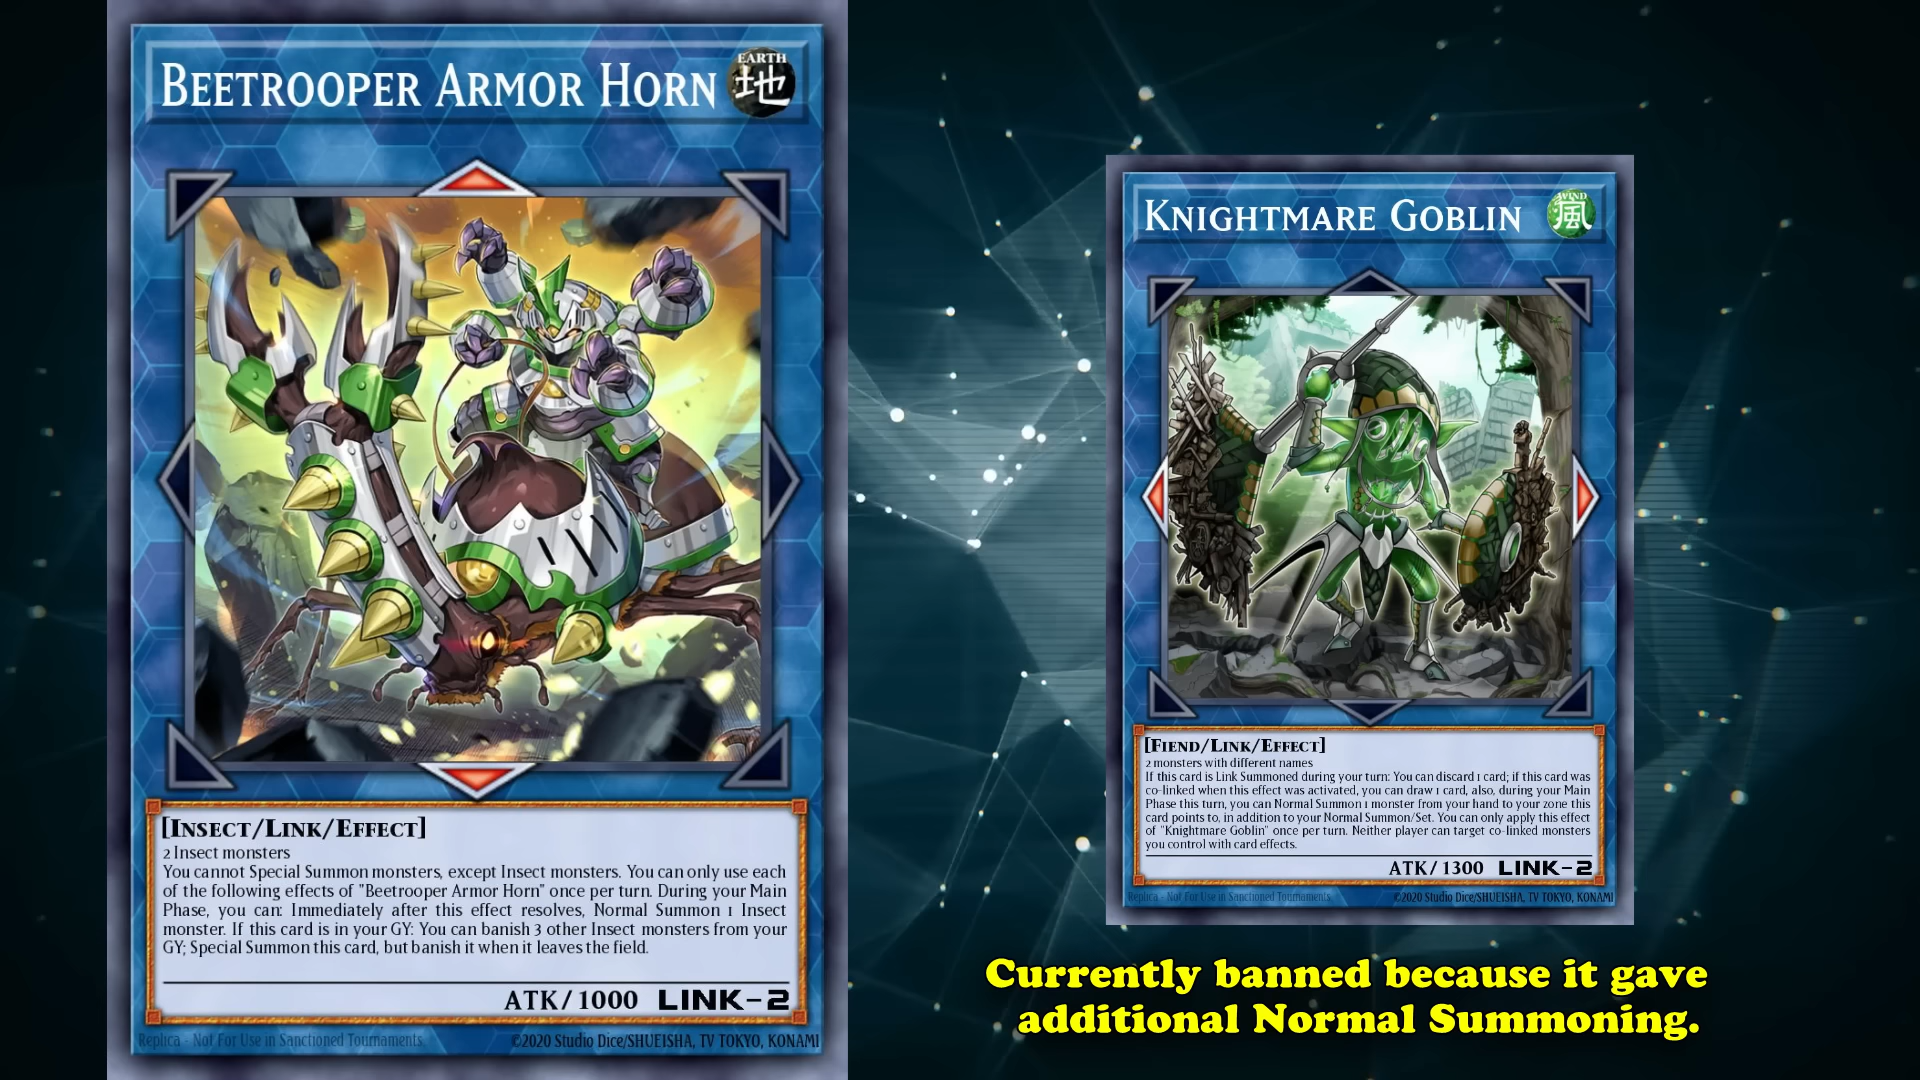 Beetrooper Armor Horn
EARTH
地
[Insect/Link/Effect]
2 Insect monsters
You cannot Special Summon monsters, except Insect monsters. You can only use each
of the following effects of "Beetrooper Armor Horn" once per turn. During your Main
Phase, you can: Immediately after this effect resolves, Normal Summon 1 Insect
monster. If this card is in your GY: You can banish 3 other Insect monsters from your
GY; Special Summon this card, but banish it when it leaves the field.
ATK/1000 LINK-2
Replica - Not For Use in Sanctioned Tournaments.
©2020 Studio Dice/SHUEISHA, TV TOKYO, KONAMI
Knightmare Goblin
WIND
風
[Fiend/Link/Effect]
2 monsters with different names
If this card is Link Summoned during your turn: You can discard 1 card; if this card was
co-linked when this effect was activated, you can draw 1 card, also, during your Main
Phase this turn, you can Normal Summon 1 monster from your hand to your zone this
card points to, in addition to your Normal Summon/Set. You can only apply this effect
of "Knightmare Goblin" once per turn. Neither player can target co-linked monsters
you control with card effects.
ATK/1300 LINK-2
Replica - Not For Use in Sanctioned Tournaments.
©2020 Studio Dice/SHUEISHA, TV TOKYO, KONAMI
Currently banned because it gave
additional Normal Summoning.